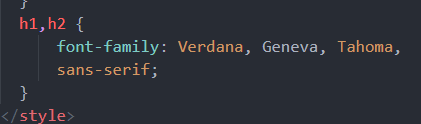 }
h1,h2 {
font-family: Verdana, Geneva, Tahoma,
sans-serif;
}
</style>